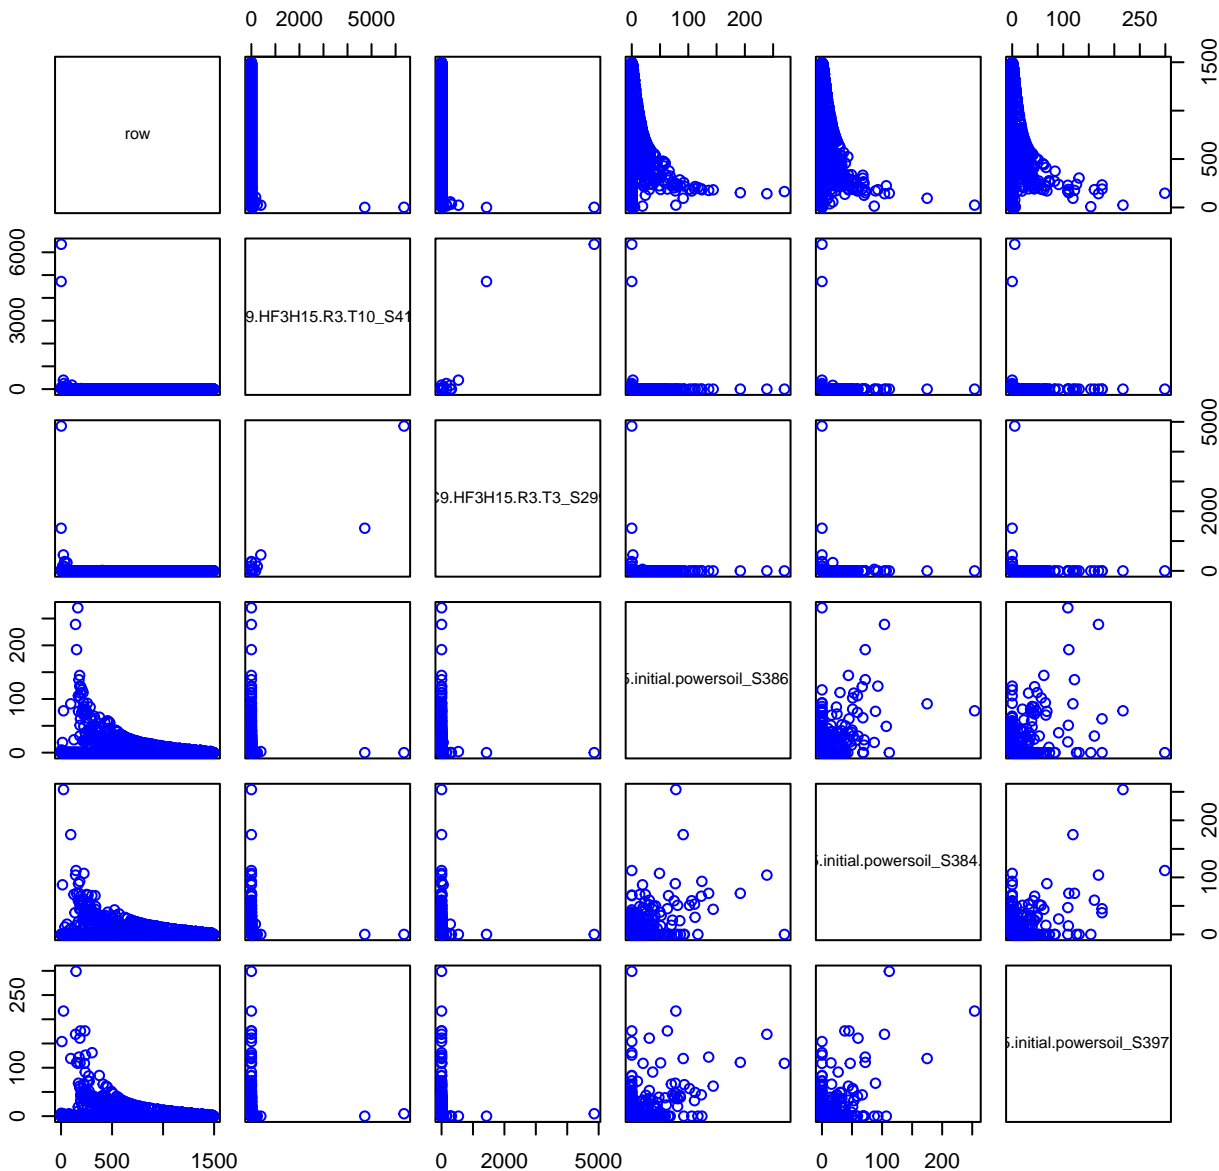 0 2000 5000 0 100 200 0 100 250
row
0 500 1500
9.HF3H15.R3.T10_S41
0 3000 6000
9.HF3H15.R3.T3_S29
0 2000 5000
.initial.powersoil_S386
0 100 200
.initial.powersoil_S384.
0 100 200
.initial.powersoil_S397
0 100 250
0 500 1500 0 2000 5000 0 100 200